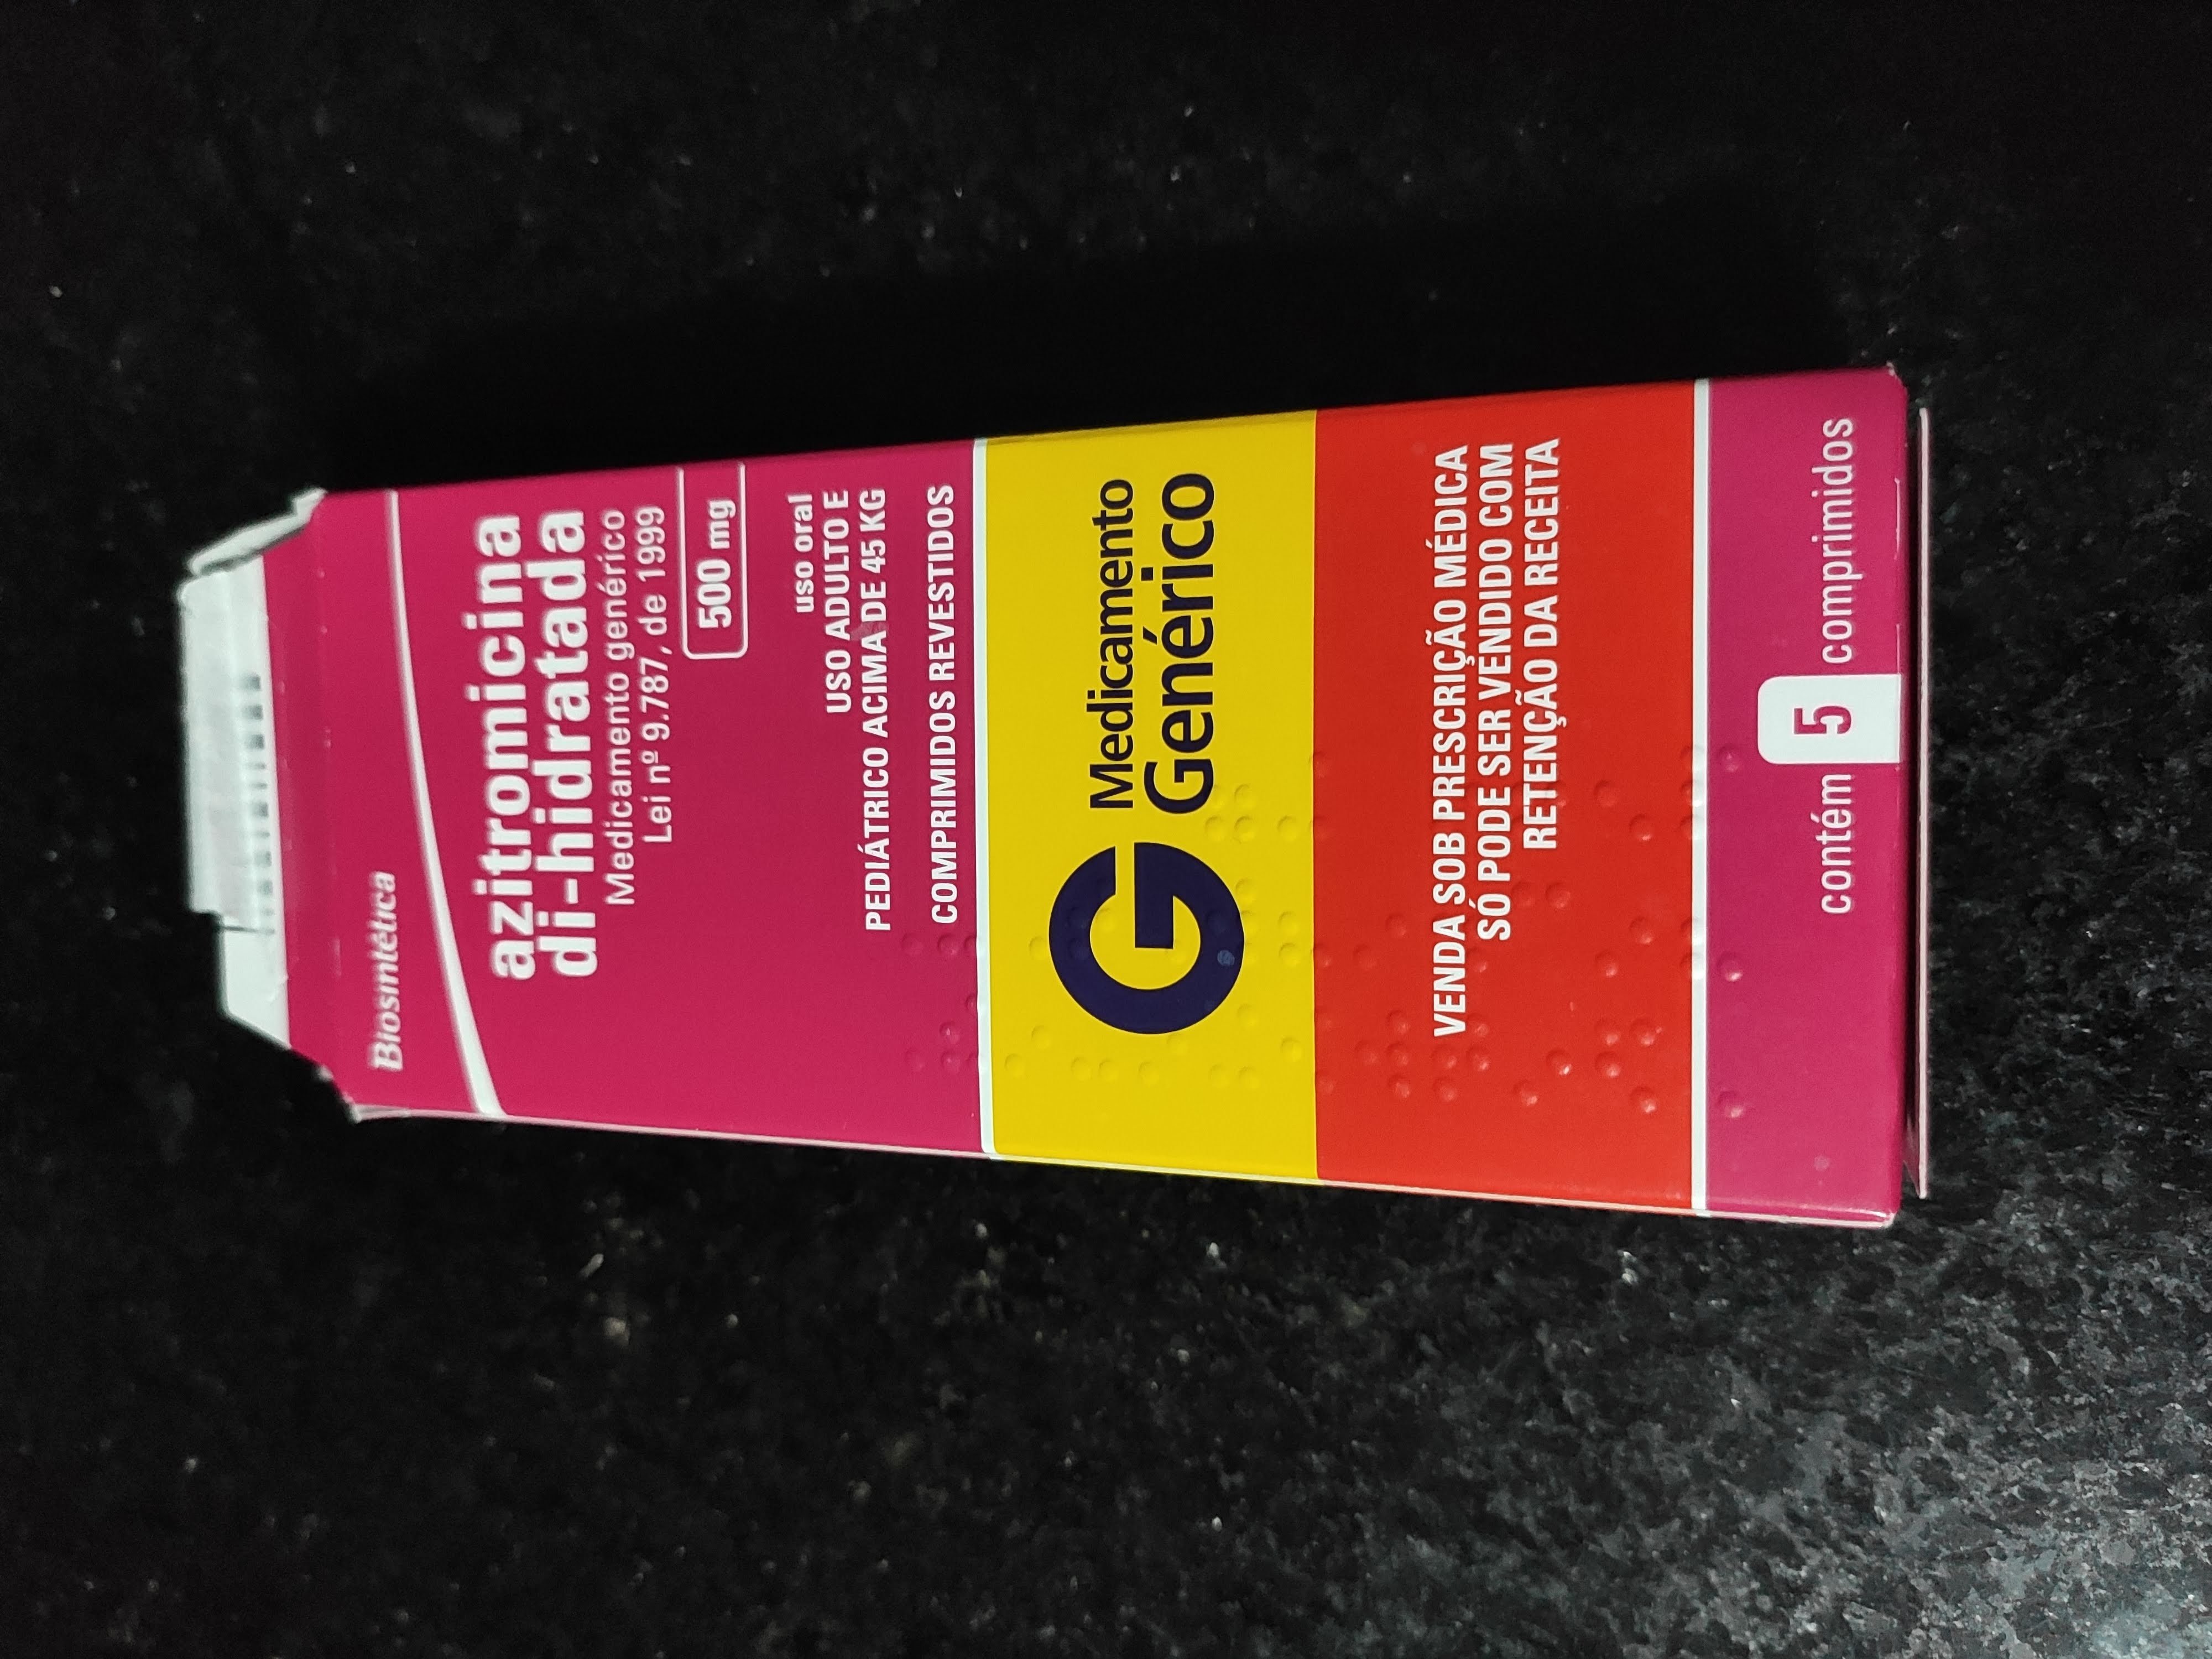 Biosintética
azitromicina
di-hidratada
Medicamento genérico
Lei nº 9.787, de 1999
500 mg
uso oral
USO ADULTO E
PEDIÁTRICO ACIMA DE 45 KG
COMPRIMIDOS REVESTIDOS
G Medicamento
Genérico
VENDA SOB PRESCRIÇÃO MÉDICA
SÓ PODE SER VENDIDO COM
RETENÇÃO DA RECEITA
contém 5 comprimidos